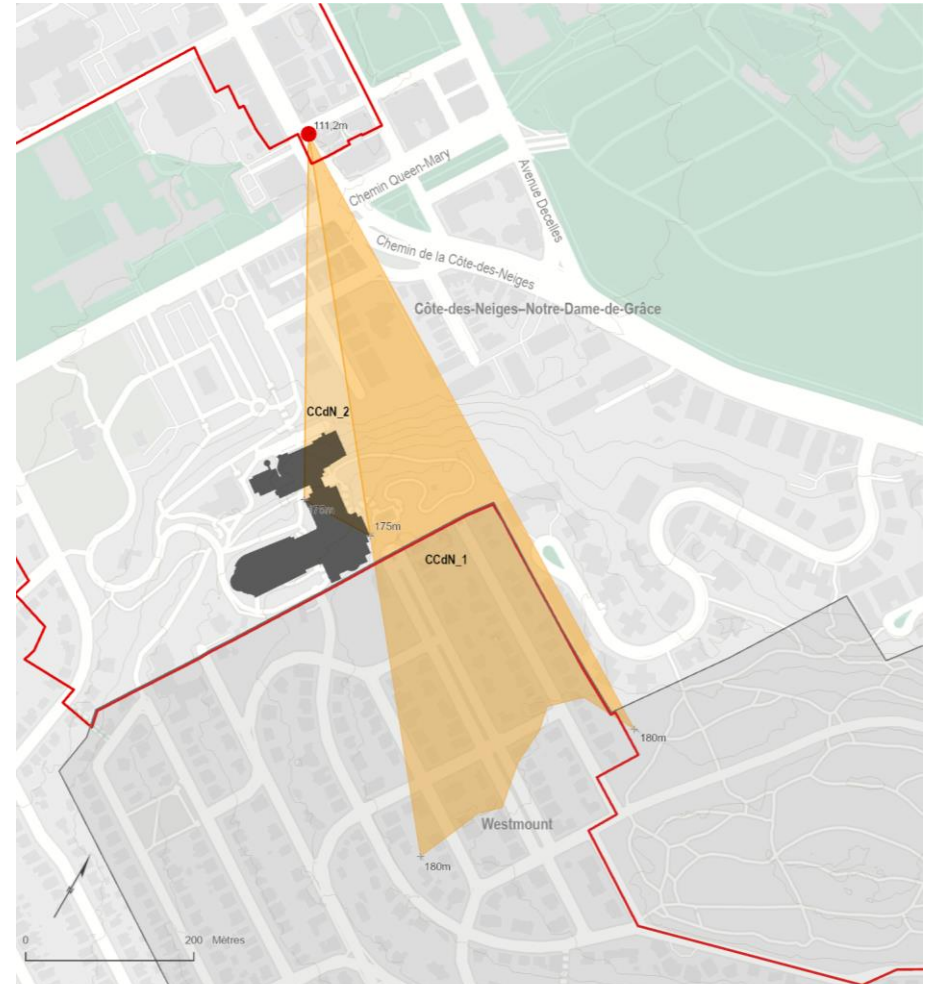 111.2m
Chemin Queen-Mary
Avenue Decelles
Chemin de la Côte-des-Neiges
Côte-des-Neiges–Notre-Dame-de-Grâce
CCdN_2
175m
175m
CCdN_1
180m
Westmount
180m
0 200 Mètres